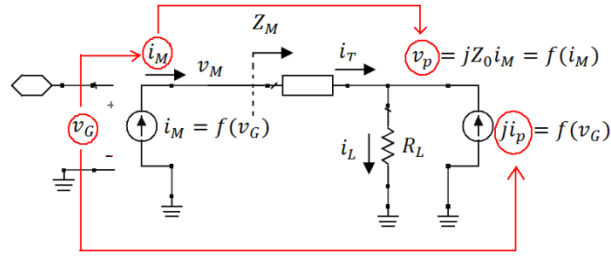 Z_M
i_M
v_M
i_T
v_p = jZ_0 i_M = f(i_M)
+
v_G
-
i_M = f(v_G)
i_L
R_L
ji_p = f(v_G)